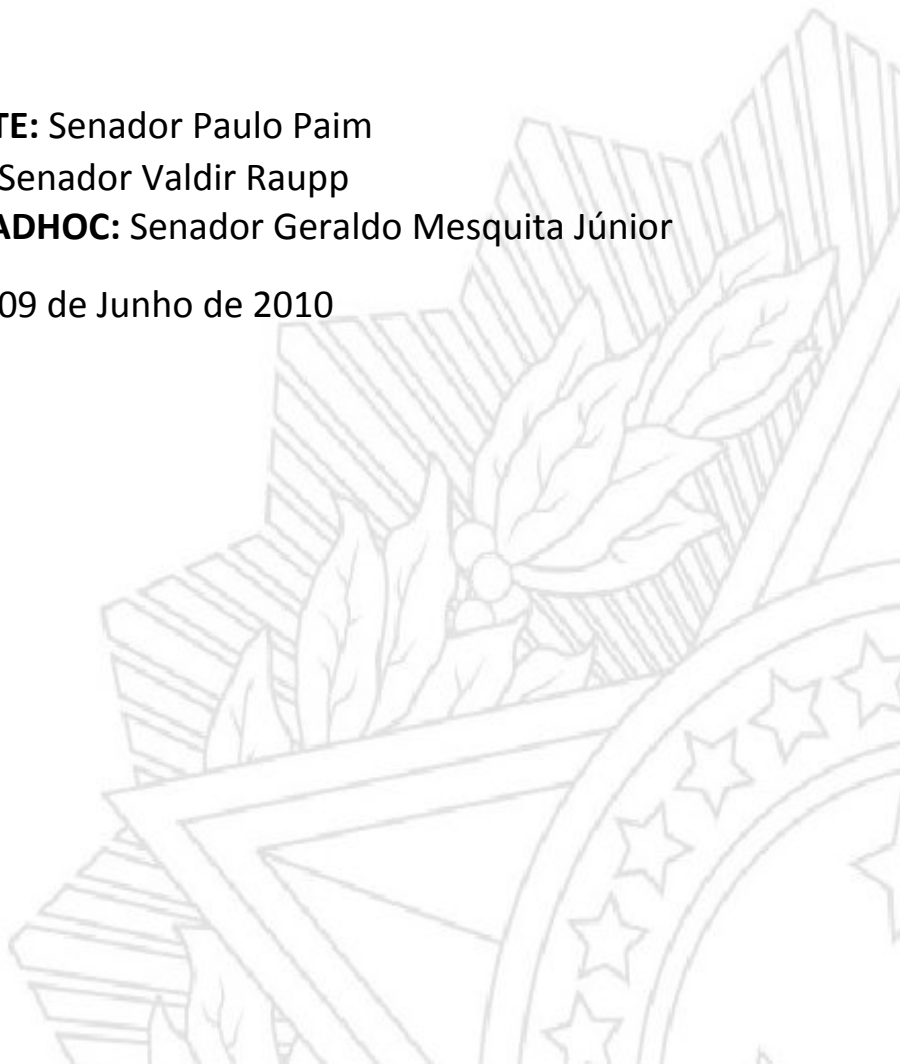 TE: Senador Paulo Paim
Senador Valdir Raupp
ADHOC: Senador Geraldo Mesquita Júnior
09 de Junho de 2010